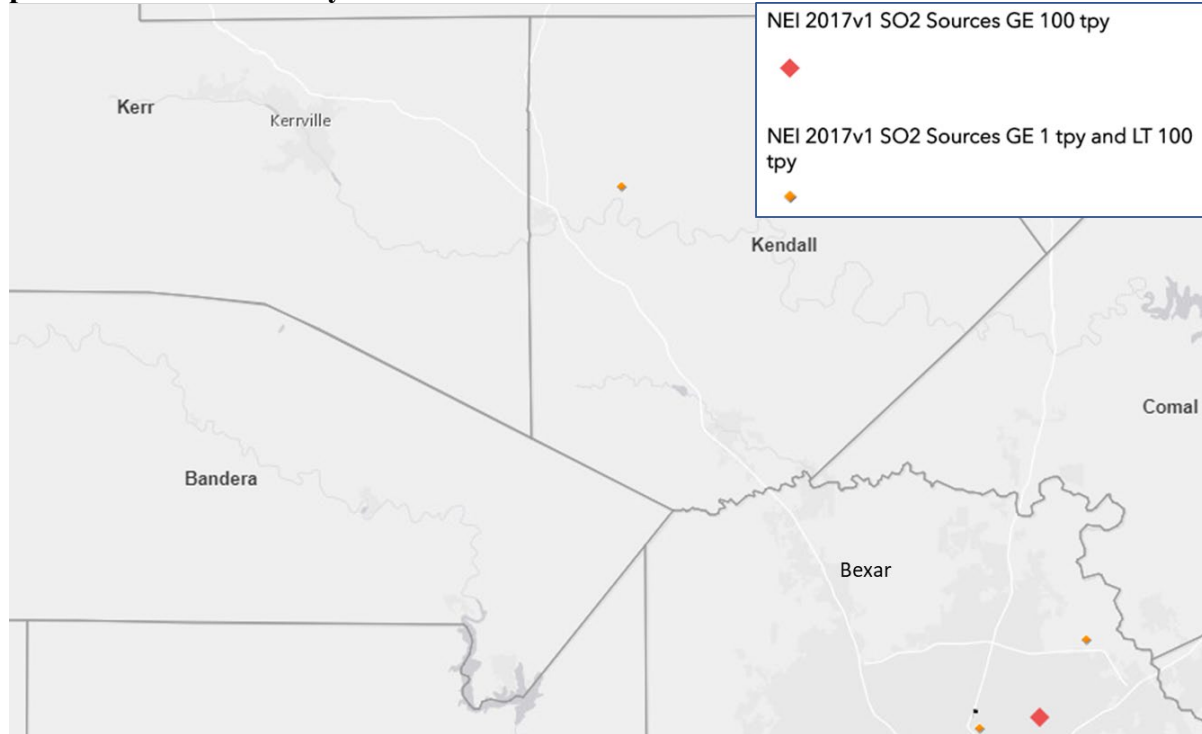 NEI 2017v1 SO2 Sources GE 100 tpy
NEI 2017v1 SO2 Sources GE 1 tpy and LT 100
tpy
Kerr
Kerrville
Kendall
Comal
Bandera
Bexar